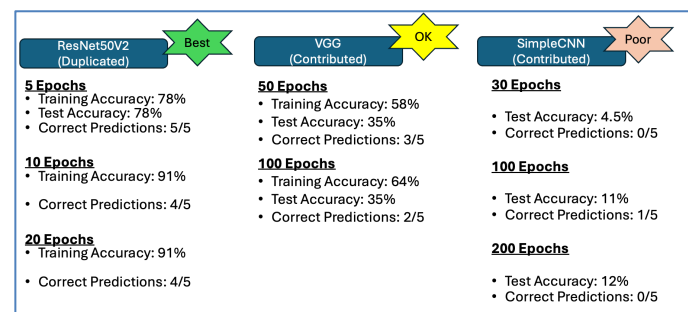 ResNet50V2
(Duplicated)
Best
5 Epochs
• Training Accuracy: 78%
• Test Accuracy: 78%
• Correct Predictions: 5/5
10 Epochs
• Training Accuracy: 91%
• Correct Predictions: 4/5
20 Epochs
• Training Accuracy: 91%
• Correct Predictions: 4/5
VGG
(Contributed)
OK
50 Epochs
• Training Accuracy: 58%
• Test Accuracy: 35%
• Correct Predictions: 3/5
100 Epochs
• Training Accuracy: 64%
• Test Accuracy: 35%
• Correct Predictions: 2/5
SimpleCNN
(Contributed)
Poor
30 Epochs
• Test Accuracy: 4.5%
• Correct Predictions: 0/5
100 Epochs
• Test Accuracy: 11%
• Correct Predictions: 1/5
200 Epochs
• Test Accuracy: 12%
• Correct Predictions: 0/5